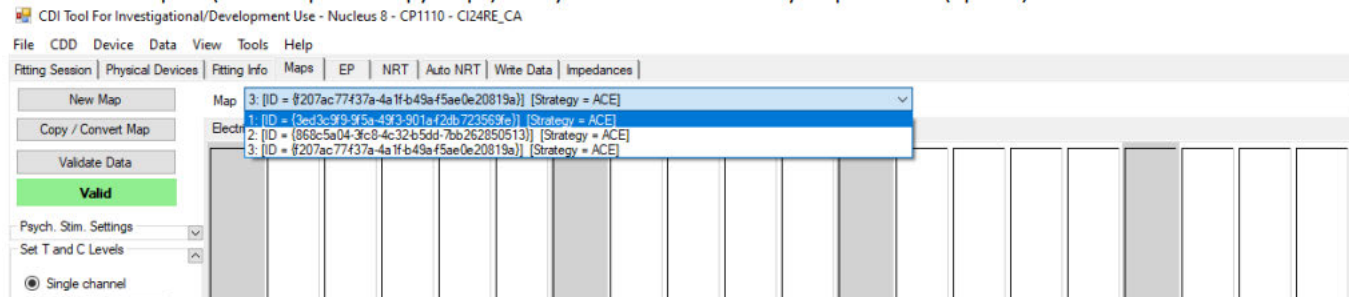 CDI Tool For Investigational/Development Use - Nucleus 8 - CP1110 - CI24RE_CA
File CDD Device Data View Tools Help
Fitting Session Physical Devices Fitting Info Maps EP NRT Auto NRT Write Data Impedances
New Map
Map 3: [ID = {f207ac77-f37a-4a1f-b49a-f5ae0e20819a}] [Strategy = ACE]
1: [ID = {3ed3c9f9-9f5a-49f3-901a-f2db723569fe}] [Strategy = ACE]
Copy / Convert Map
2: [ID = {868c5a04-3fc8-4c32-b5dd-7bb262850513}] [Strategy = ACE]
3: [ID = {f207ac77-f37a-4a1f-b49a-f5ae0e20819a}] [Strategy = ACE]
Validate Data
Valid
Psych. Stim. Settings
Set T and C Levels
Single channel